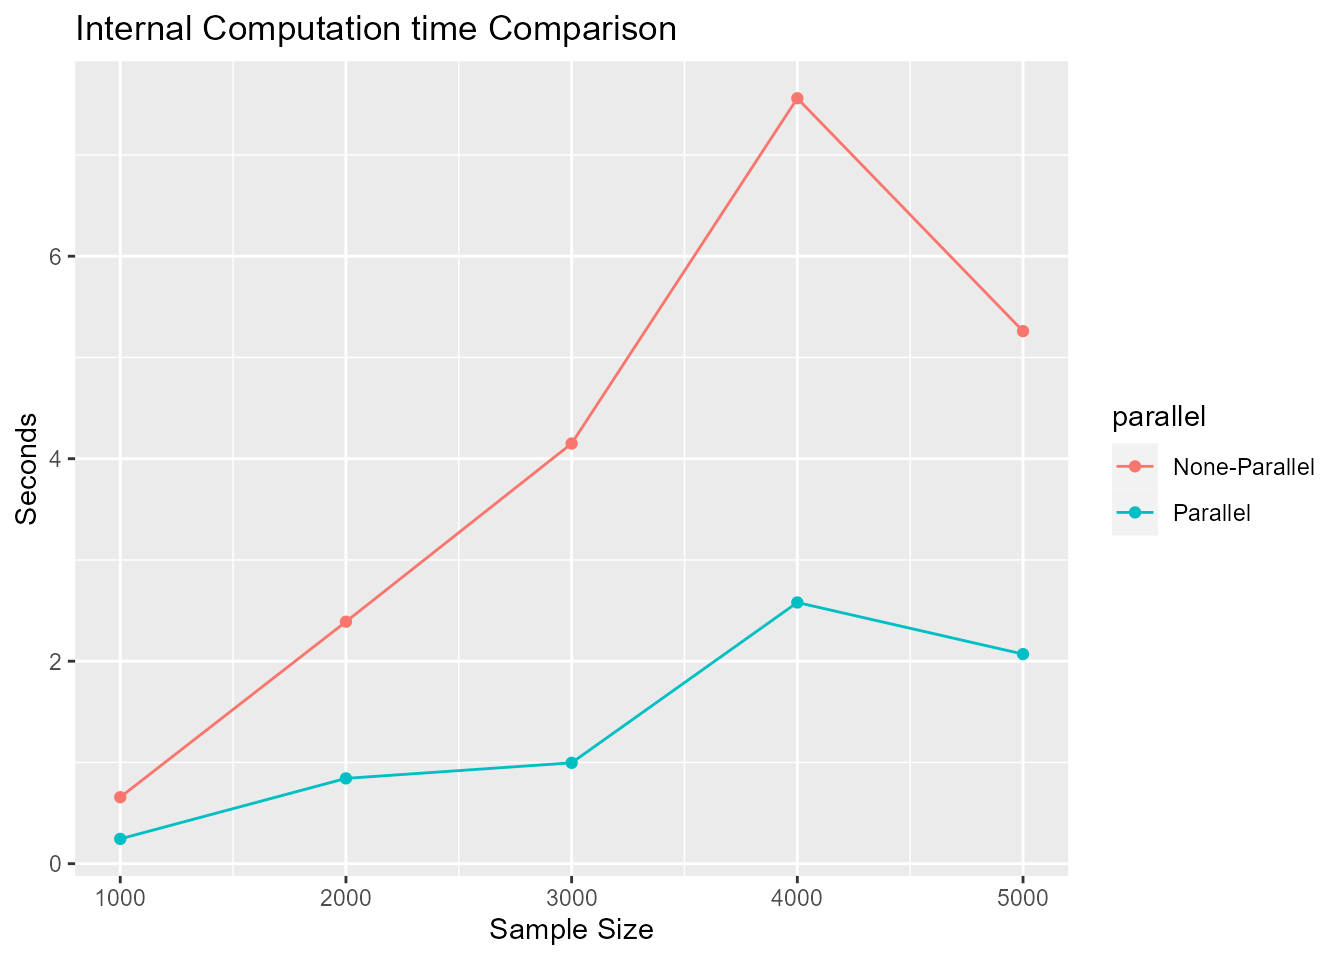 Internal Computation time Comparison
6
4
2
0
Seconds
1000 2000 3000 4000 5000
Sample Size
parallel
None-Parallel
Parallel